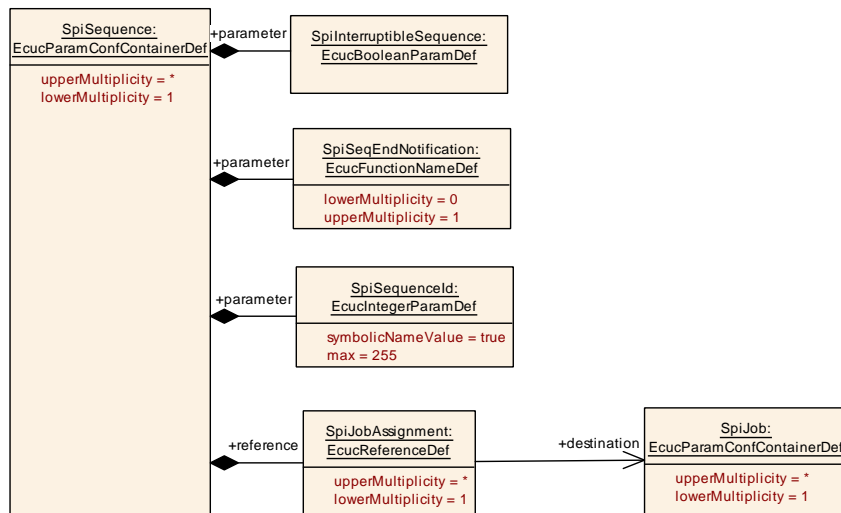 SpiSequence:
EcucParamConfContainerDef
upperMultiplicity = *
lowerMultiplicity = 1
+parameter
SpiInterruptibleSequence:
EcucBooleanParamDef
+parameter
SpiSeqEndNotification:
EcucFunctionNameDef
lowerMultiplicity = 0
upperMultiplicity = 1
+parameter
SpiSequenceId:
EcucIntegerParamDef
symbolicNameValue = true
max = 255
+reference
SpiJobAssignment:
EcucReferenceDef
upperMultiplicity = *
lowerMultiplicity = 1
+destination
SpiJob:
EcucParamConfContainerDef
upperMultiplicity = *
lowerMultiplicity = 1